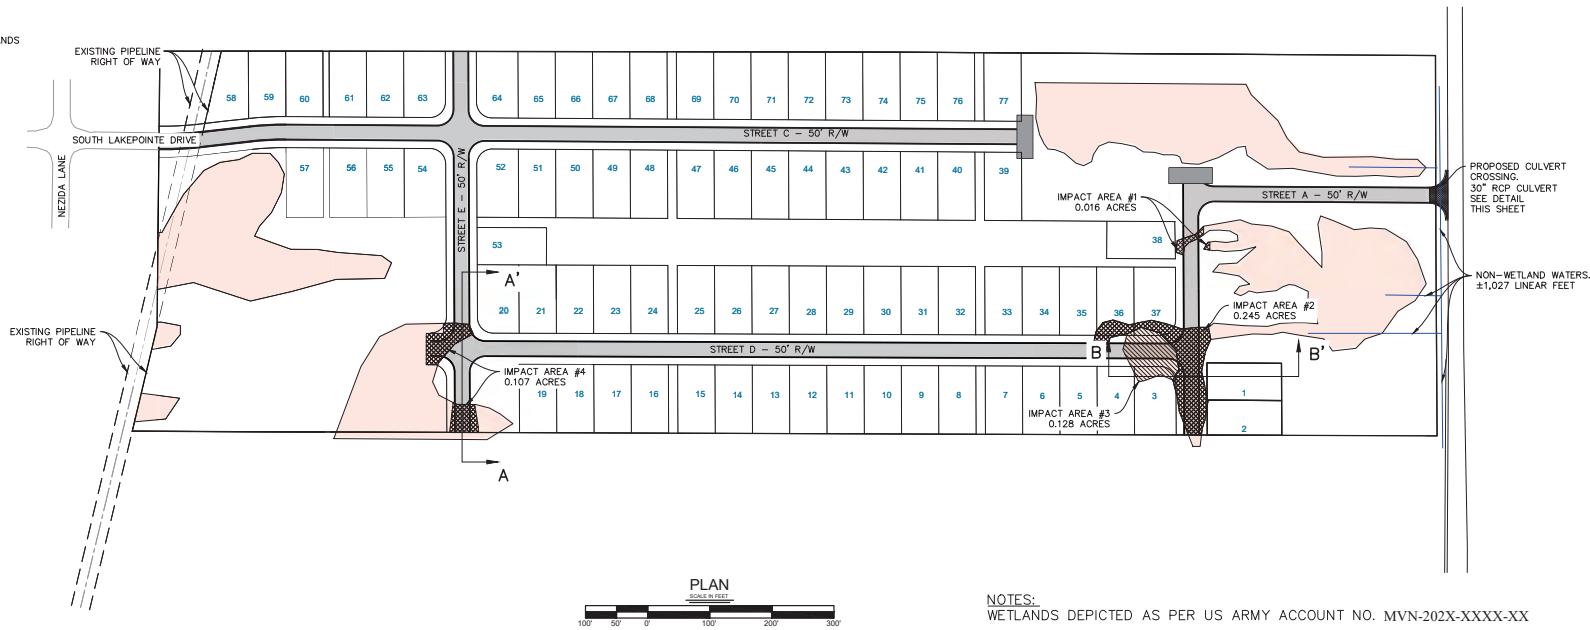 NDS
EXISTING PIPELINE
RIGHT OF WAY
58 59 60 61 62 63 64 65 66 67 68 69 70 71 72 73 74 75 76 77
SOUTH LAKEPOINTE DRIVE
STREET C - 50' R/W
NEZIDA LANE
STREET E - 50' R/W
57 56 55 54 52 51 50 49 48 47 46 45 44 43 42 41 40 39
PROPOSED CULVERT
CROSSING.
30" RCP CULVERT
SEE DETAIL
THIS SHEET
STREET A - 50' R/W
IMPACT AREA #1
0.016 ACRES
53
38
A'
NON-WETLAND WATERS.
±1,027 LINEAR FEET
20 21 22 23 24 25 26 27 28 29 30 31 32 33 34 35 36 37
IMPACT AREA #2
0.245 ACRES
EXISTING PIPELINE
RIGHT OF WAY
STREET D - 50' R/W
B
B'
IMPACT AREA #4
0.107 ACRES
19 18 17 16 15 14 13 12 11 10 9 8 7 6 5 4 3
1
IMPACT AREA #3
0.128 ACRES
2
A
PLAN
SCALE IN FEET
100' 50' 0' 100' 200' 300'
NOTES:
WETLANDS DEPICTED AS PER US ARMY ACCOUNT NO. MVN-202X-XXXX-XX